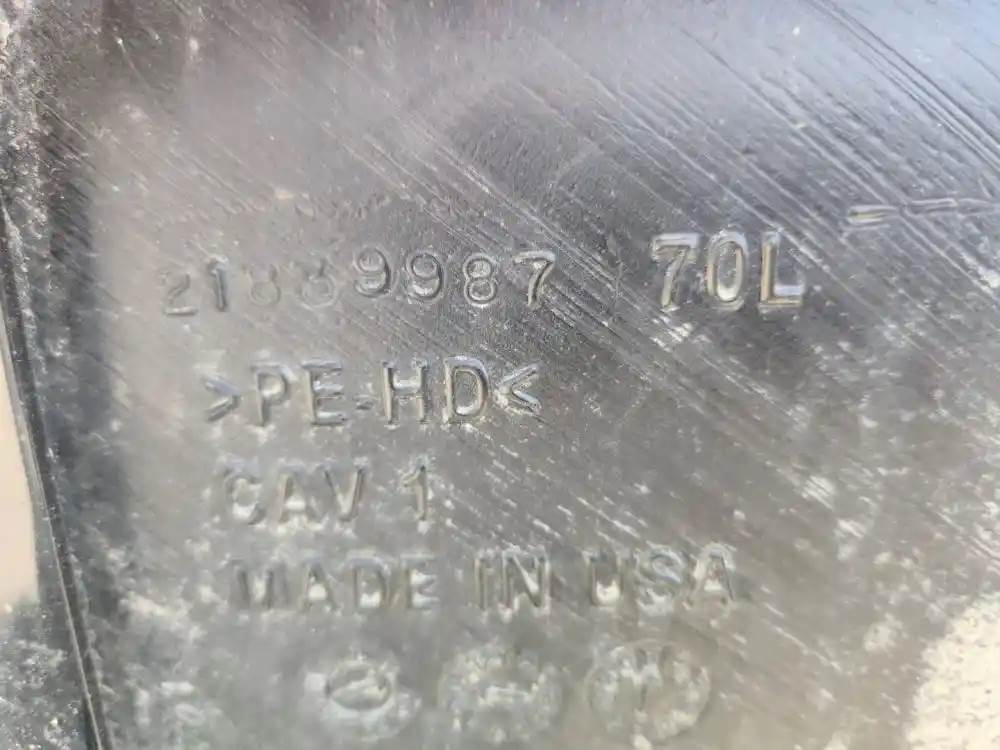 21889987 70L
>PE-HD<
CAV 1
MADE IN USA